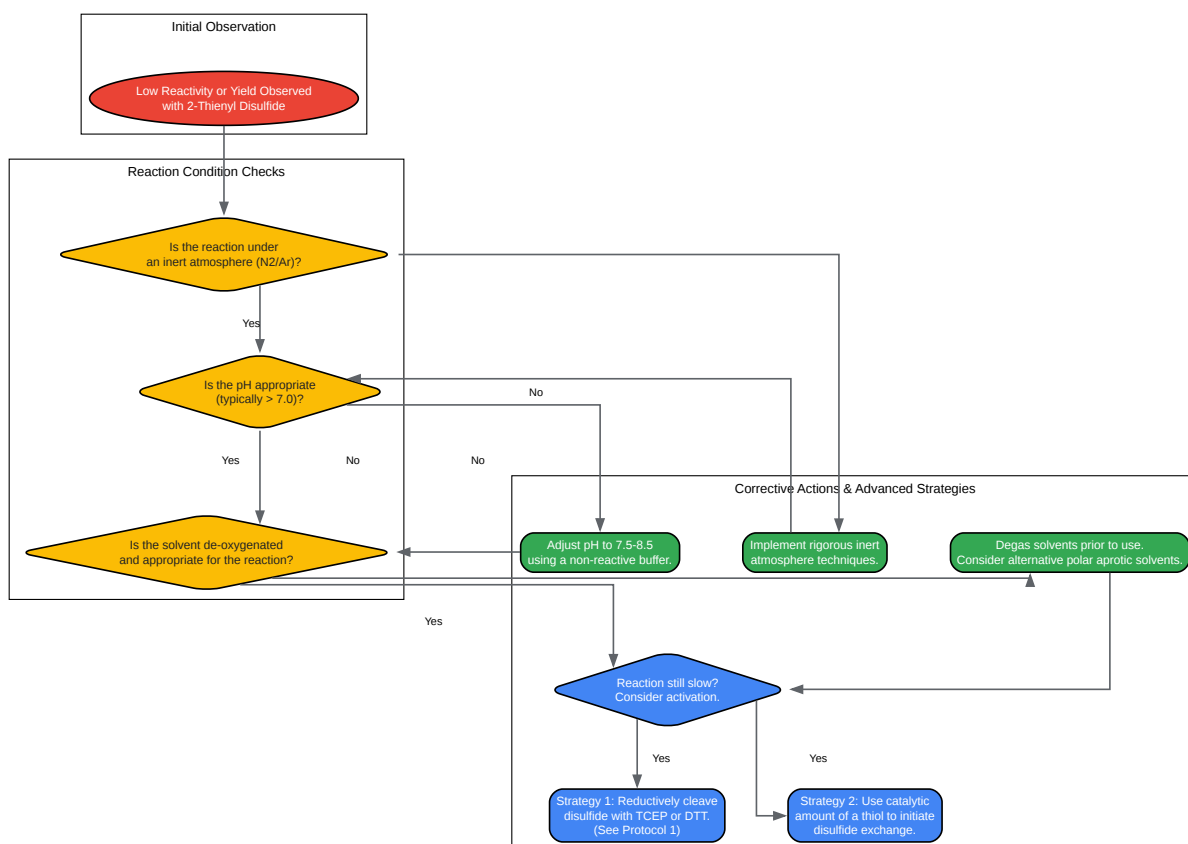 Initial Observation
Low Reactivity or Yield Observed
with 2-Thienyl Disulfide
Reaction Condition Checks
Is the reaction under
an inert atmosphere (N2/Ar)?
Yes
Is the pH appropriate
(typically > 7.0)?
No
Yes
No
No
Corrective Actions & Advanced Strategies
Is the solvent de-oxygenated
and appropriate for the reaction?
Adjust pH to 7.5-8.5
using a non-reactive buffer.
Implement rigorous inert
atmosphere techniques.
Degas solvents prior to use.
Consider alternative polar aprotic solvents.
Yes
Reaction still slow?
Consider activation.
Yes
Yes
Strategy 1: Reductively cleave
disulfide with TCEP or DTT.
(See Protocol 1)
Strategy 2: Use catalytic
amount of a thiol to initiate
disulfide exchange.